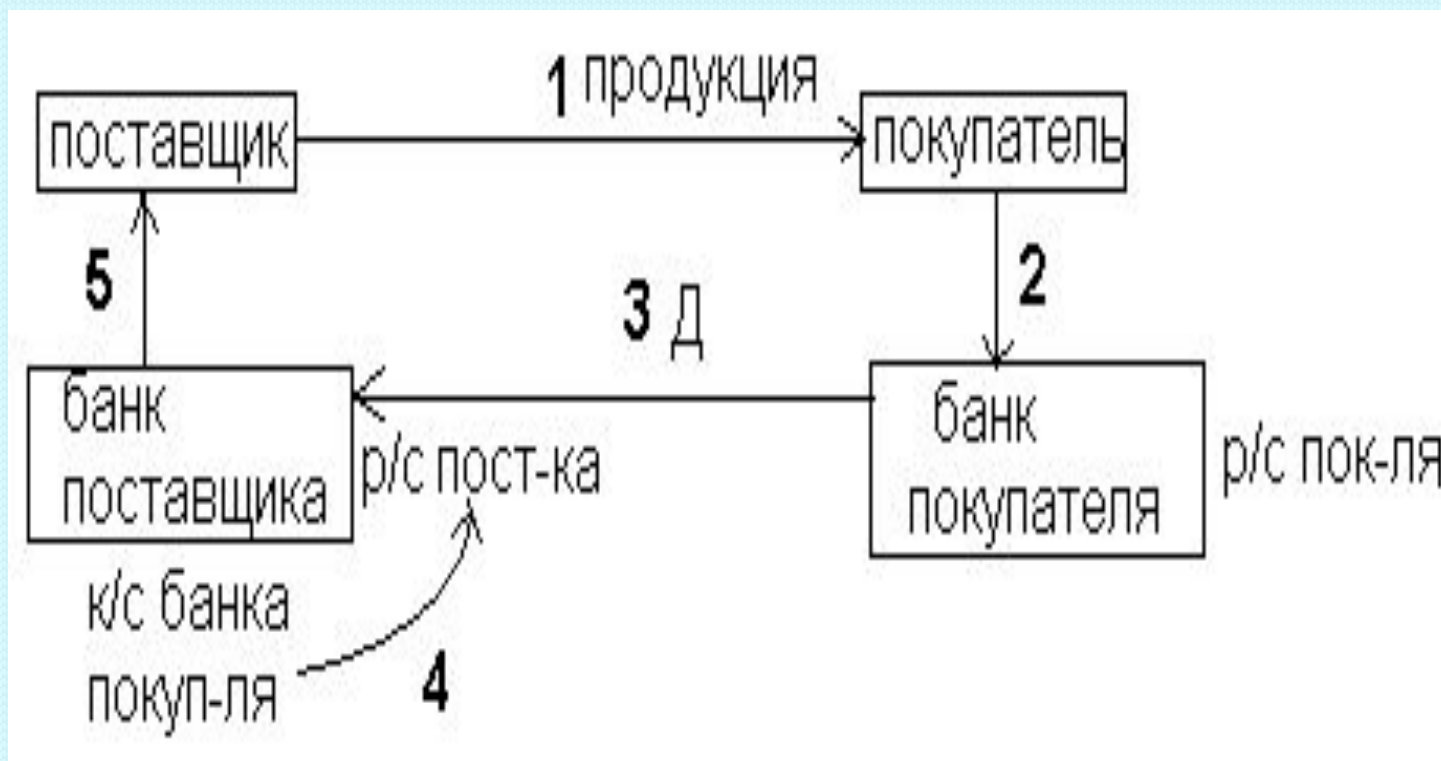 1 продукция
поставщик
покупатель
5
3 Д
2
банк
поставщика
р/с пост-ка
банк
покупателя
р/с пок-ля
к/с банка
покуп-ля
4